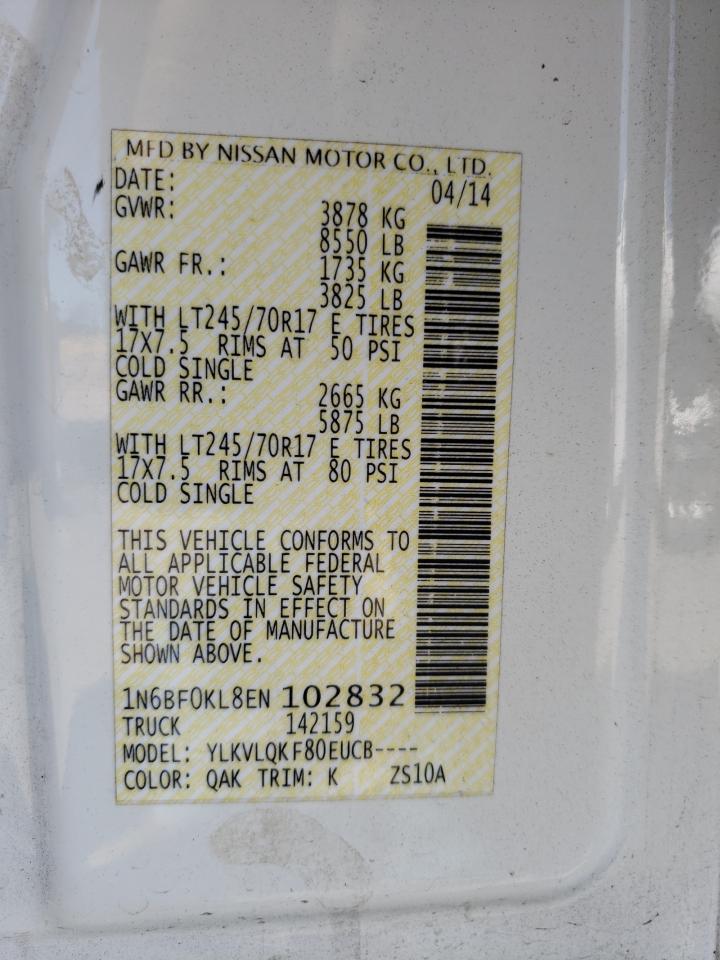 MFD BY NISSAN MOTOR CO., LTD.
DATE: 04/14
GVWR: 3878 KG
8550 LB
GAWR FR.: 1735 KG
3825 LB
WITH LT245/70R17 E TIRES
17X7.5 RIMS AT 50 PSI
COLD SINGLE
GAWR RR.: 2665 KG
5875 LB
WITH LT245/70R17 E TIRES
17X7.5 RIMS AT 80 PSI
COLD SINGLE
THIS VEHICLE CONFORMS TO
ALL APPLICABLE FEDERAL
MOTOR VEHICLE SAFETY
STANDARDS IN EFFECT ON
THE DATE OF MANUFACTURE
SHOWN ABOVE.
1N6BF0KL8EN 102832
TRUCK 142159
MODEL: YLKVLQKF80EUCB----
COLOR: QAK TRIM: K ZS10A